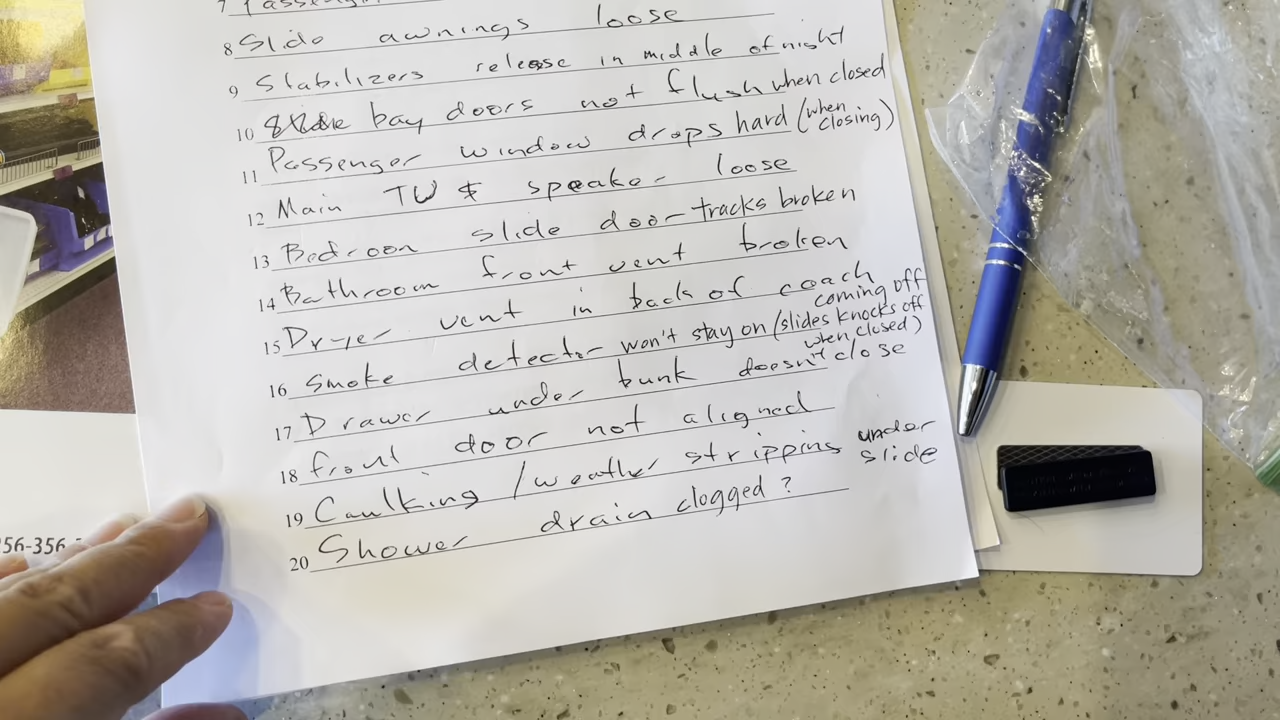 7 Passenger
8 Slide awnings loose
9 Stabilizers release in middle of night
10 bay doors not flush when closed
11 Passenger window drops hard (when closing)
12 Main TV & speaker loose
13 Bedroom slide door tracks broken
14 Bathroom front vent broken
15 Dryer vent in back of coach coming off
16 Smoke detector won't stay on (slides knocks off when closed)
17 Drawer under bunk doesn't close
18 front door not aligned
19 Caulking / weather stripping under slide
20 Shower drain clogged?
56-356-